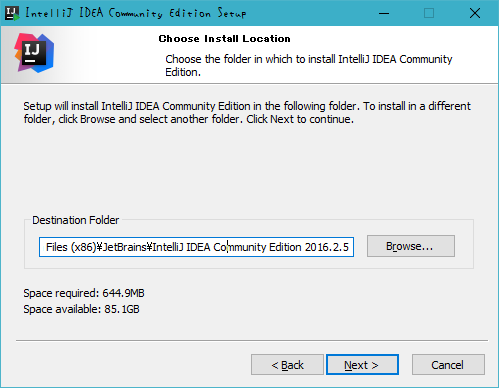 IntelliJ IDEA Community Edition Setup
IJ
Choose Install Location
Choose the folder in which to install IntelliJ IDEA Community
Edition.
Setup will install IntelliJ IDEA Community Edition in the following folder. To install in a different
folder, click Browse and select another folder. Click Next to continue.
Destination Folder
Files (x86)¥JetBrains¥IntelliJ IDEA Community Edition 2016.2.5
Browse...
Space required: 644.9MB
Space available: 85.1GB
< Back
Next >
Cancel